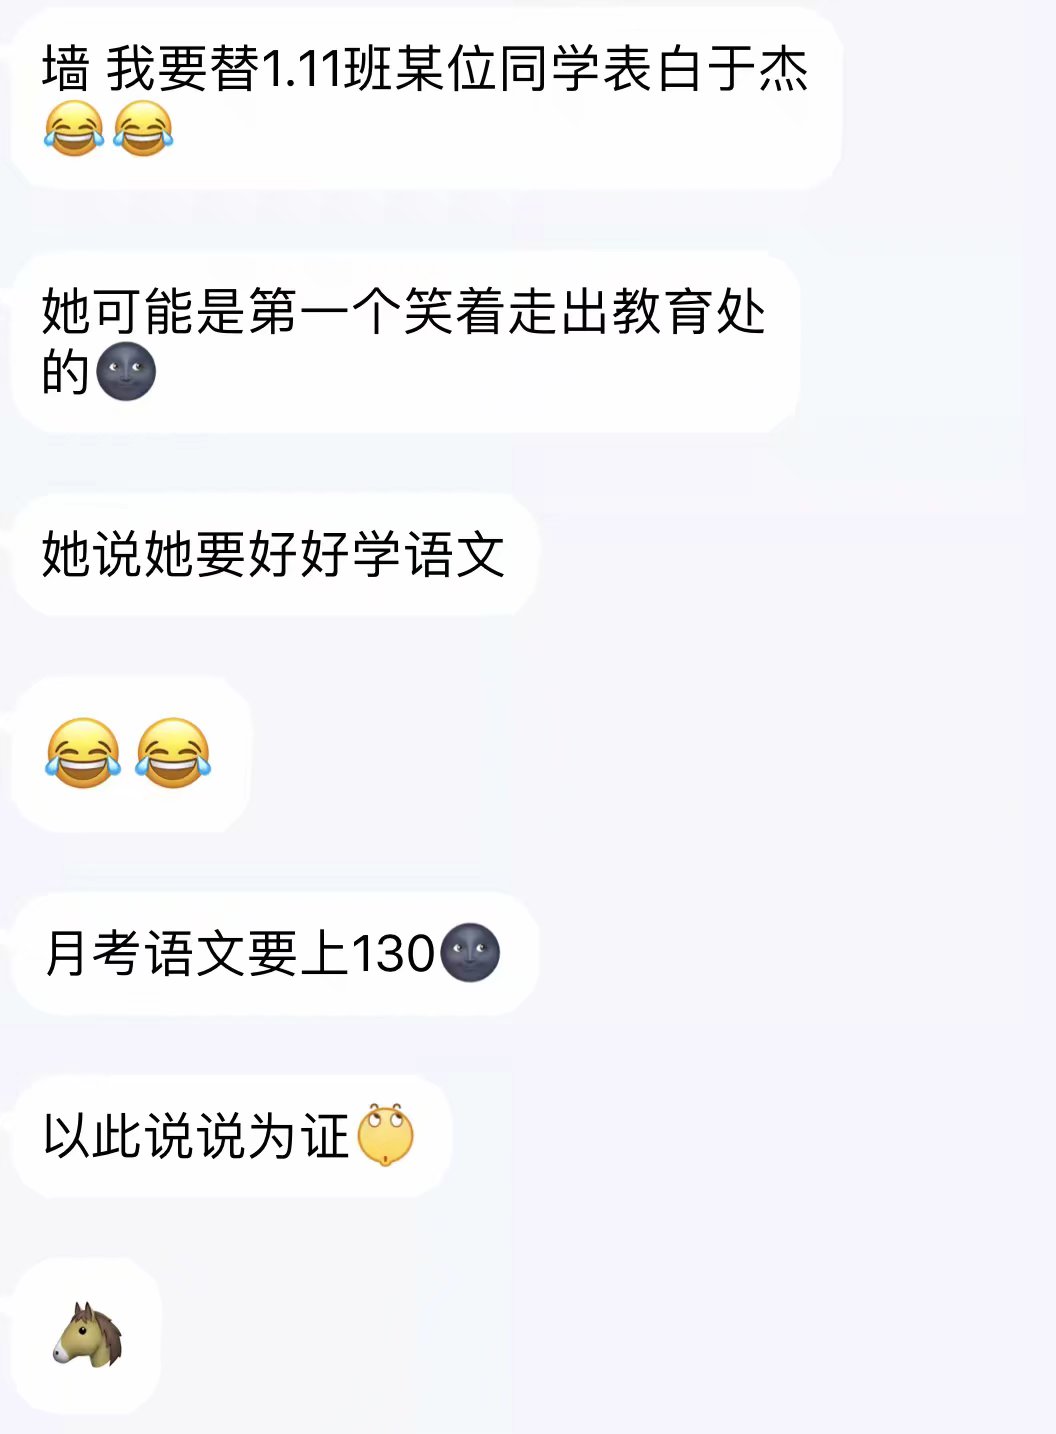 墙 我要替1.11班某位同学表白于杰
😂😂
她可能是第一个笑着走出教育处
的🌚
她说她要好好学语文
😂😂
月考语文要上130🌚
以此说说为证
🐴